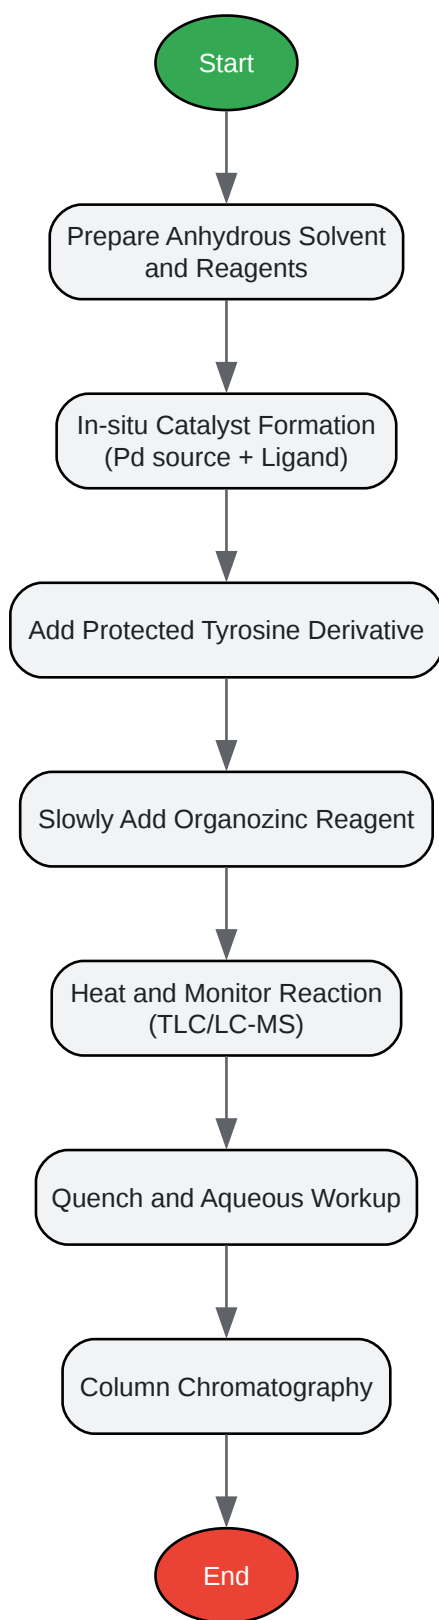 Start
Prepare Anhydrous Solvent
and Reagents
In-situ Catalyst Formation
(Pd source + Ligand)
Add Protected Tyrosine Derivative
Slowly Add Organozinc Reagent
Heat and Monitor Reaction
(TLC/LC-MS)
Quench and Aqueous Workup
Column Chromatography
End